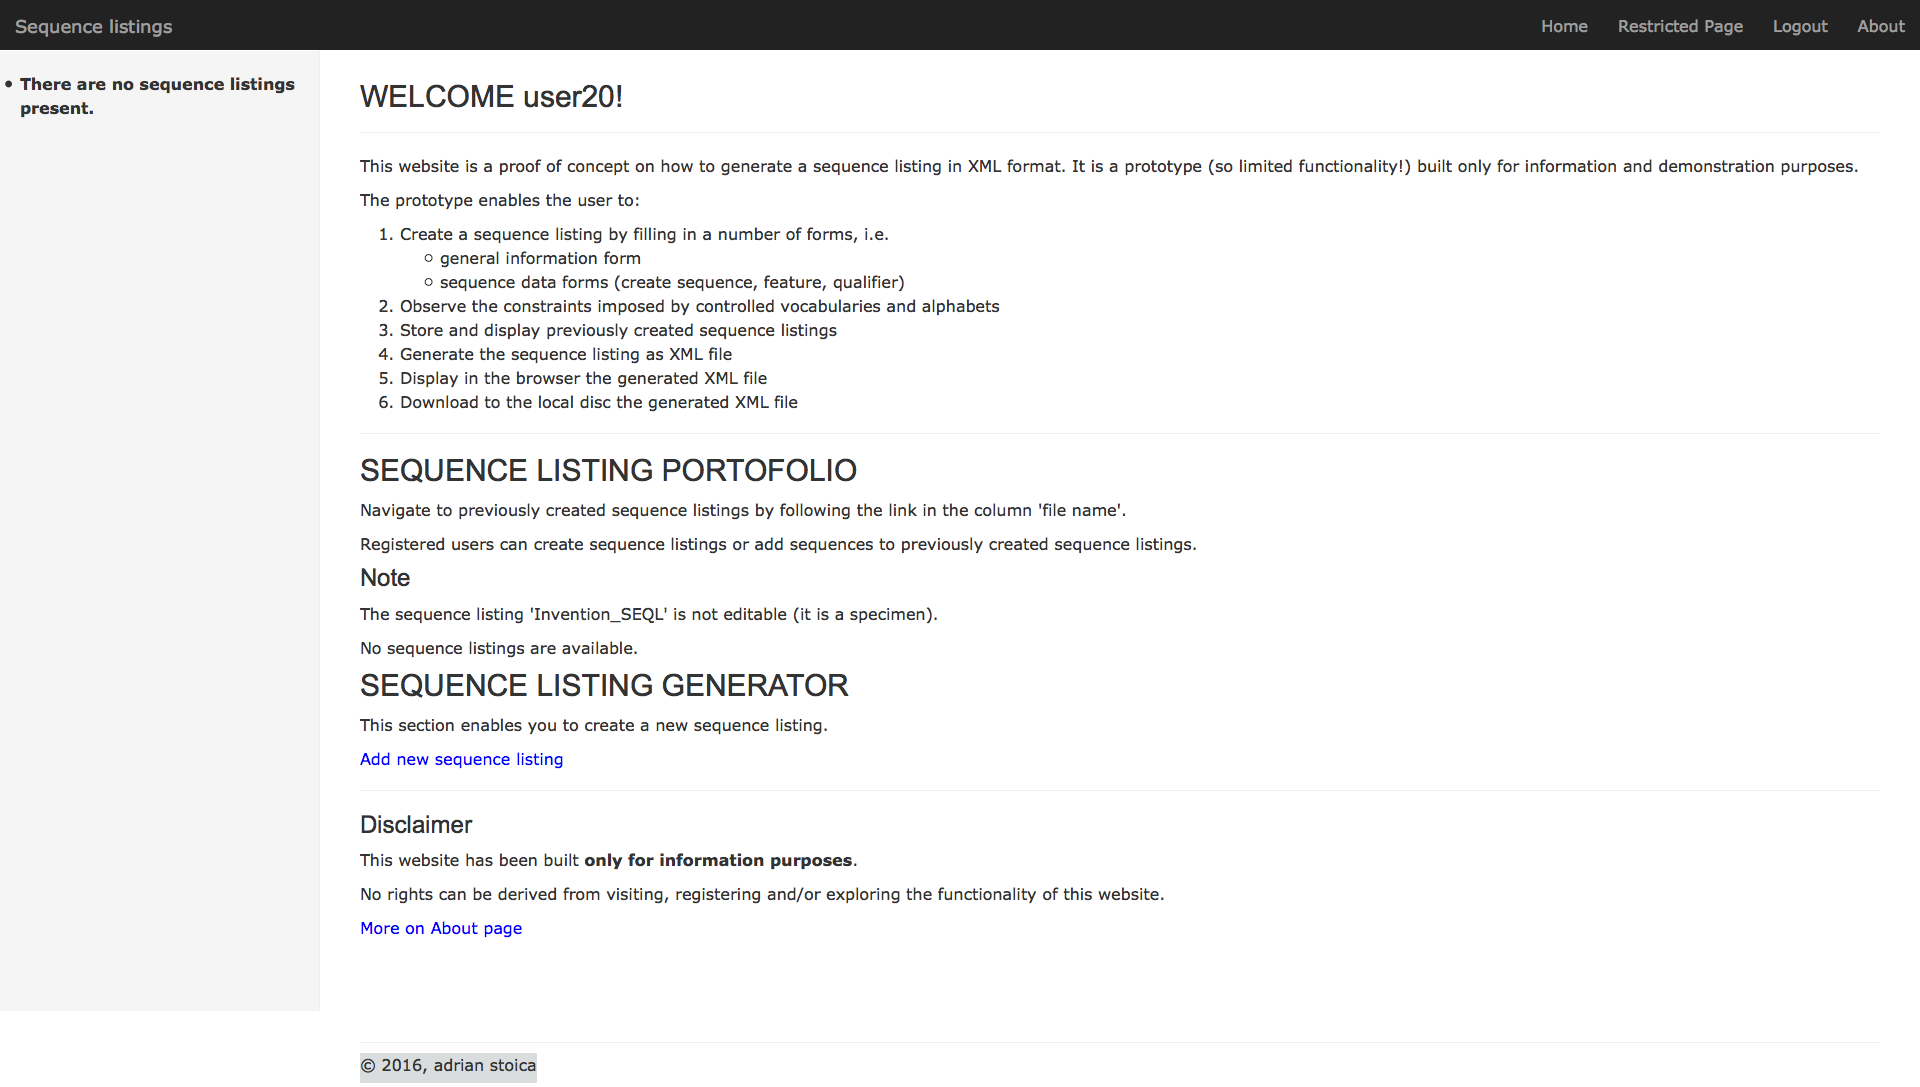 Sequence listings
Home
Restricted Page
Logout
About
• There are no sequence listings
present.
WELCOME user20!
This website is a proof of concept on how to generate a sequence listing in XML format. It is a prototype (so limited functionality!) built only for information and demonstration purposes.
The prototype enables the user to:
1. Create a sequence listing by filling in a number of forms, i.e.
◦ general information form
◦ sequence data forms (create sequence, feature, qualifier)
2. Observe the constraints imposed by controlled vocabularies and alphabets
3. Store and display previously created sequence listings
4. Generate the sequence listing as XML file
5. Display in the browser the generated XML file
6. Download to the local disc the generated XML file
SEQUENCE LISTING PORTOFOLIO
Navigate to previously created sequence listings by following the link in the column 'file name'.
Registered users can create sequence listings or add sequences to previously created sequence listings.
Note
The sequence listing 'Invention_SEQL' is not editable (it is a specimen).
No sequence listings are available.
SEQUENCE LISTING GENERATOR
This section enables you to create a new sequence listing.
Add new sequence listing
Disclaimer
This website has been built only for information purposes.
No rights can be derived from visiting, registering and/or exploring the functionality of this website.
More on About page
© 2016, adrian stoica